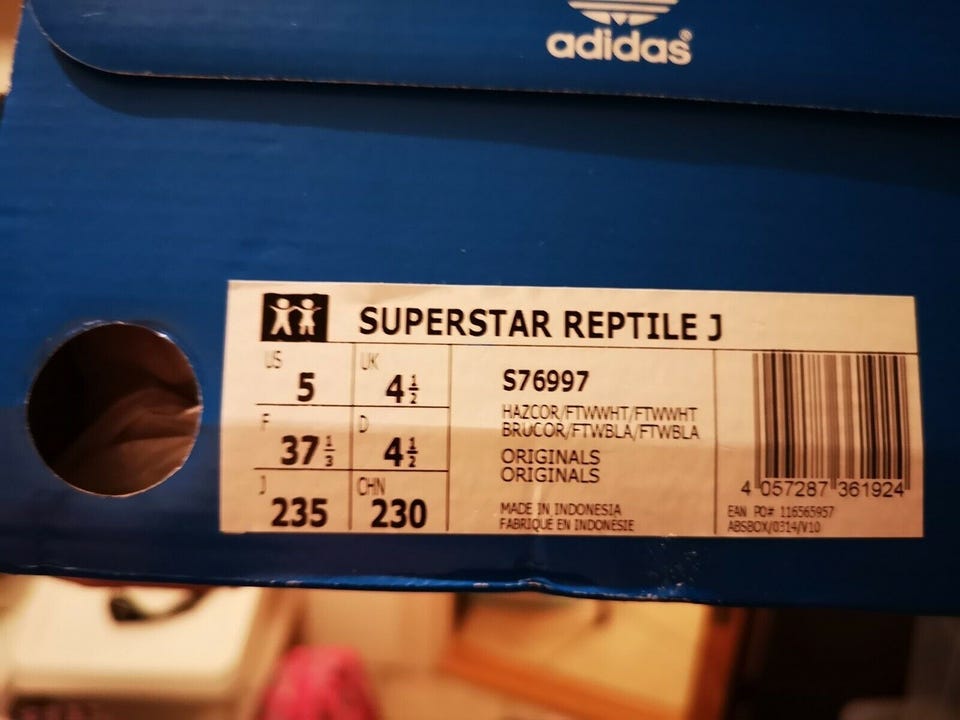 adidas®
SUPERSTAR REPTILE J
US 5 UK 4½
F 37⅓ D 4½
J 235 CHN 230
S76997
HAZCOR/FTWWHT/FTWWHT
BRUCOR/FTWBLA/FTWBLA
ORIGINALS
ORIGINALS
MADE IN INDONESIA
FABRIQUE EN INDONÉSIE
4 057287 361924
EAN PO# 116565957
ABSBOX/0314/V10